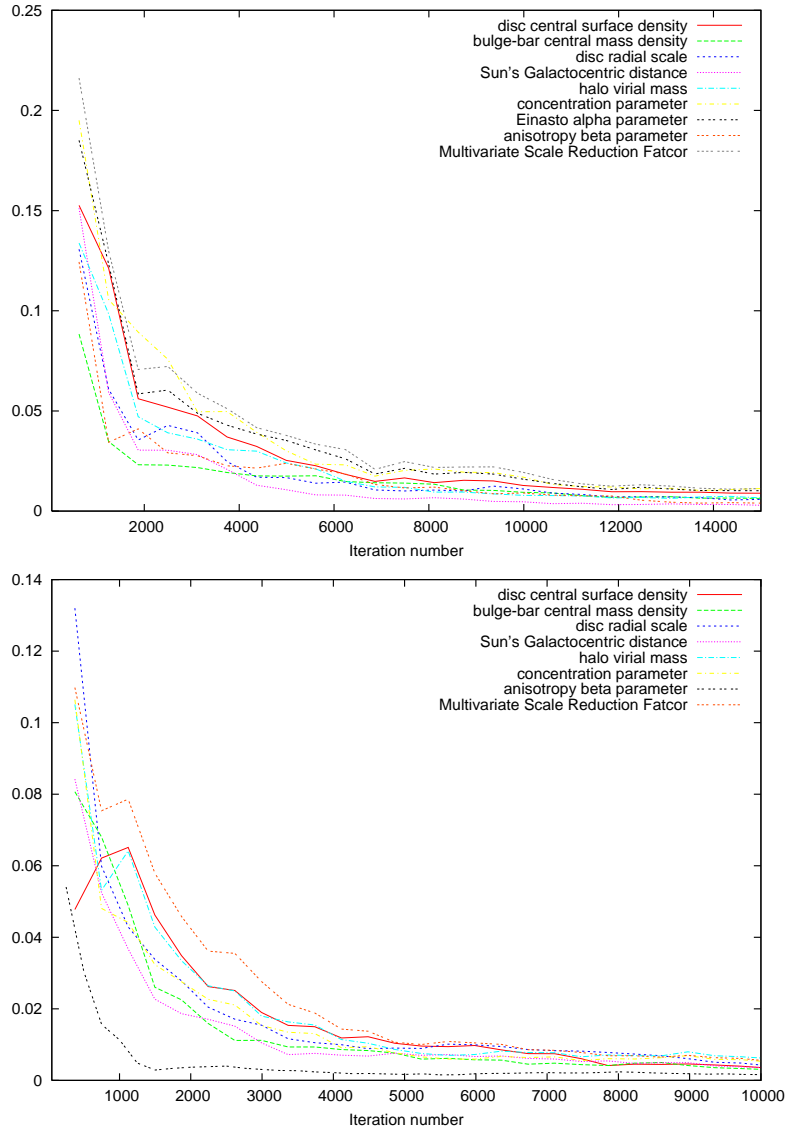 0.25
0.2
0.15
0.1
0.05
0
disc central surface density
bulge-bar central mass density
disc radial scale
Sun's Galactocentric distance
halo virial mass
concentration parameter
Einasto alpha parameter
anisotropy beta parameter
Multivariate Scale Reduction Fatcor
2000 4000 6000 8000 10000 12000 14000
Iteration number
0.14
0.12
0.1
0.08
0.06
0.04
0.02
0
disc central surface density
bulge-bar central mass density
disc radial scale
Sun's Galactocentric distance
halo virial mass
concentration parameter
anisotropy beta parameter
Multivariate Scale Reduction Fatcor
1000 2000 3000 4000 5000 6000 7000 8000 9000 10000
Iteration number